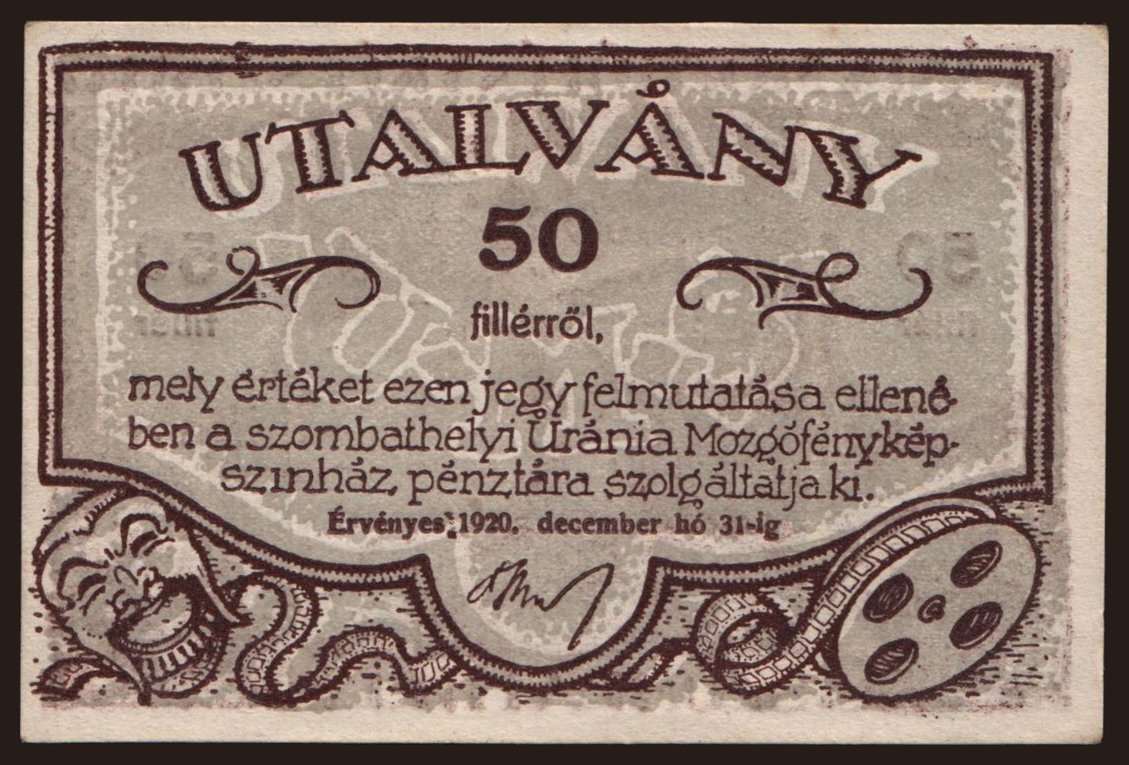 UTALVÁNY
50
fillérről,
mely értéket ezen jegy felmutatása ellené-
ben a szombathelyi Uránia Mozgófénykép-
szinház pénztára szolgáltatja ki.
Érvényes: 1920. december hó 31-ig